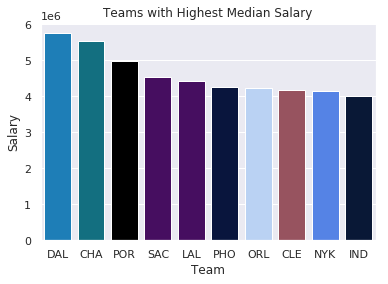 Teams with Highest Median Salary
1e6
6
5
4
3
2
1
0
Salary
DAL CHA POR SAC LAL PHO ORL CLE NYK IND
Team